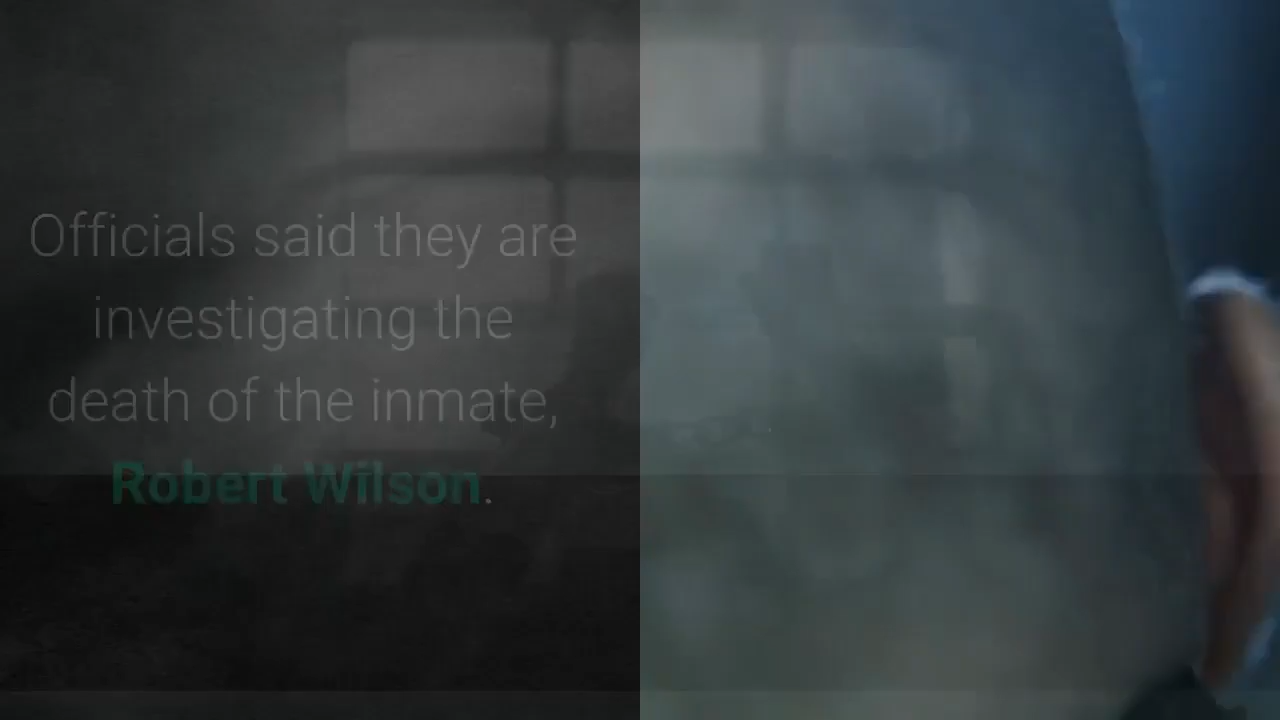 Officials said they are
investigating the
death of the inmate,
Robert Wilson.